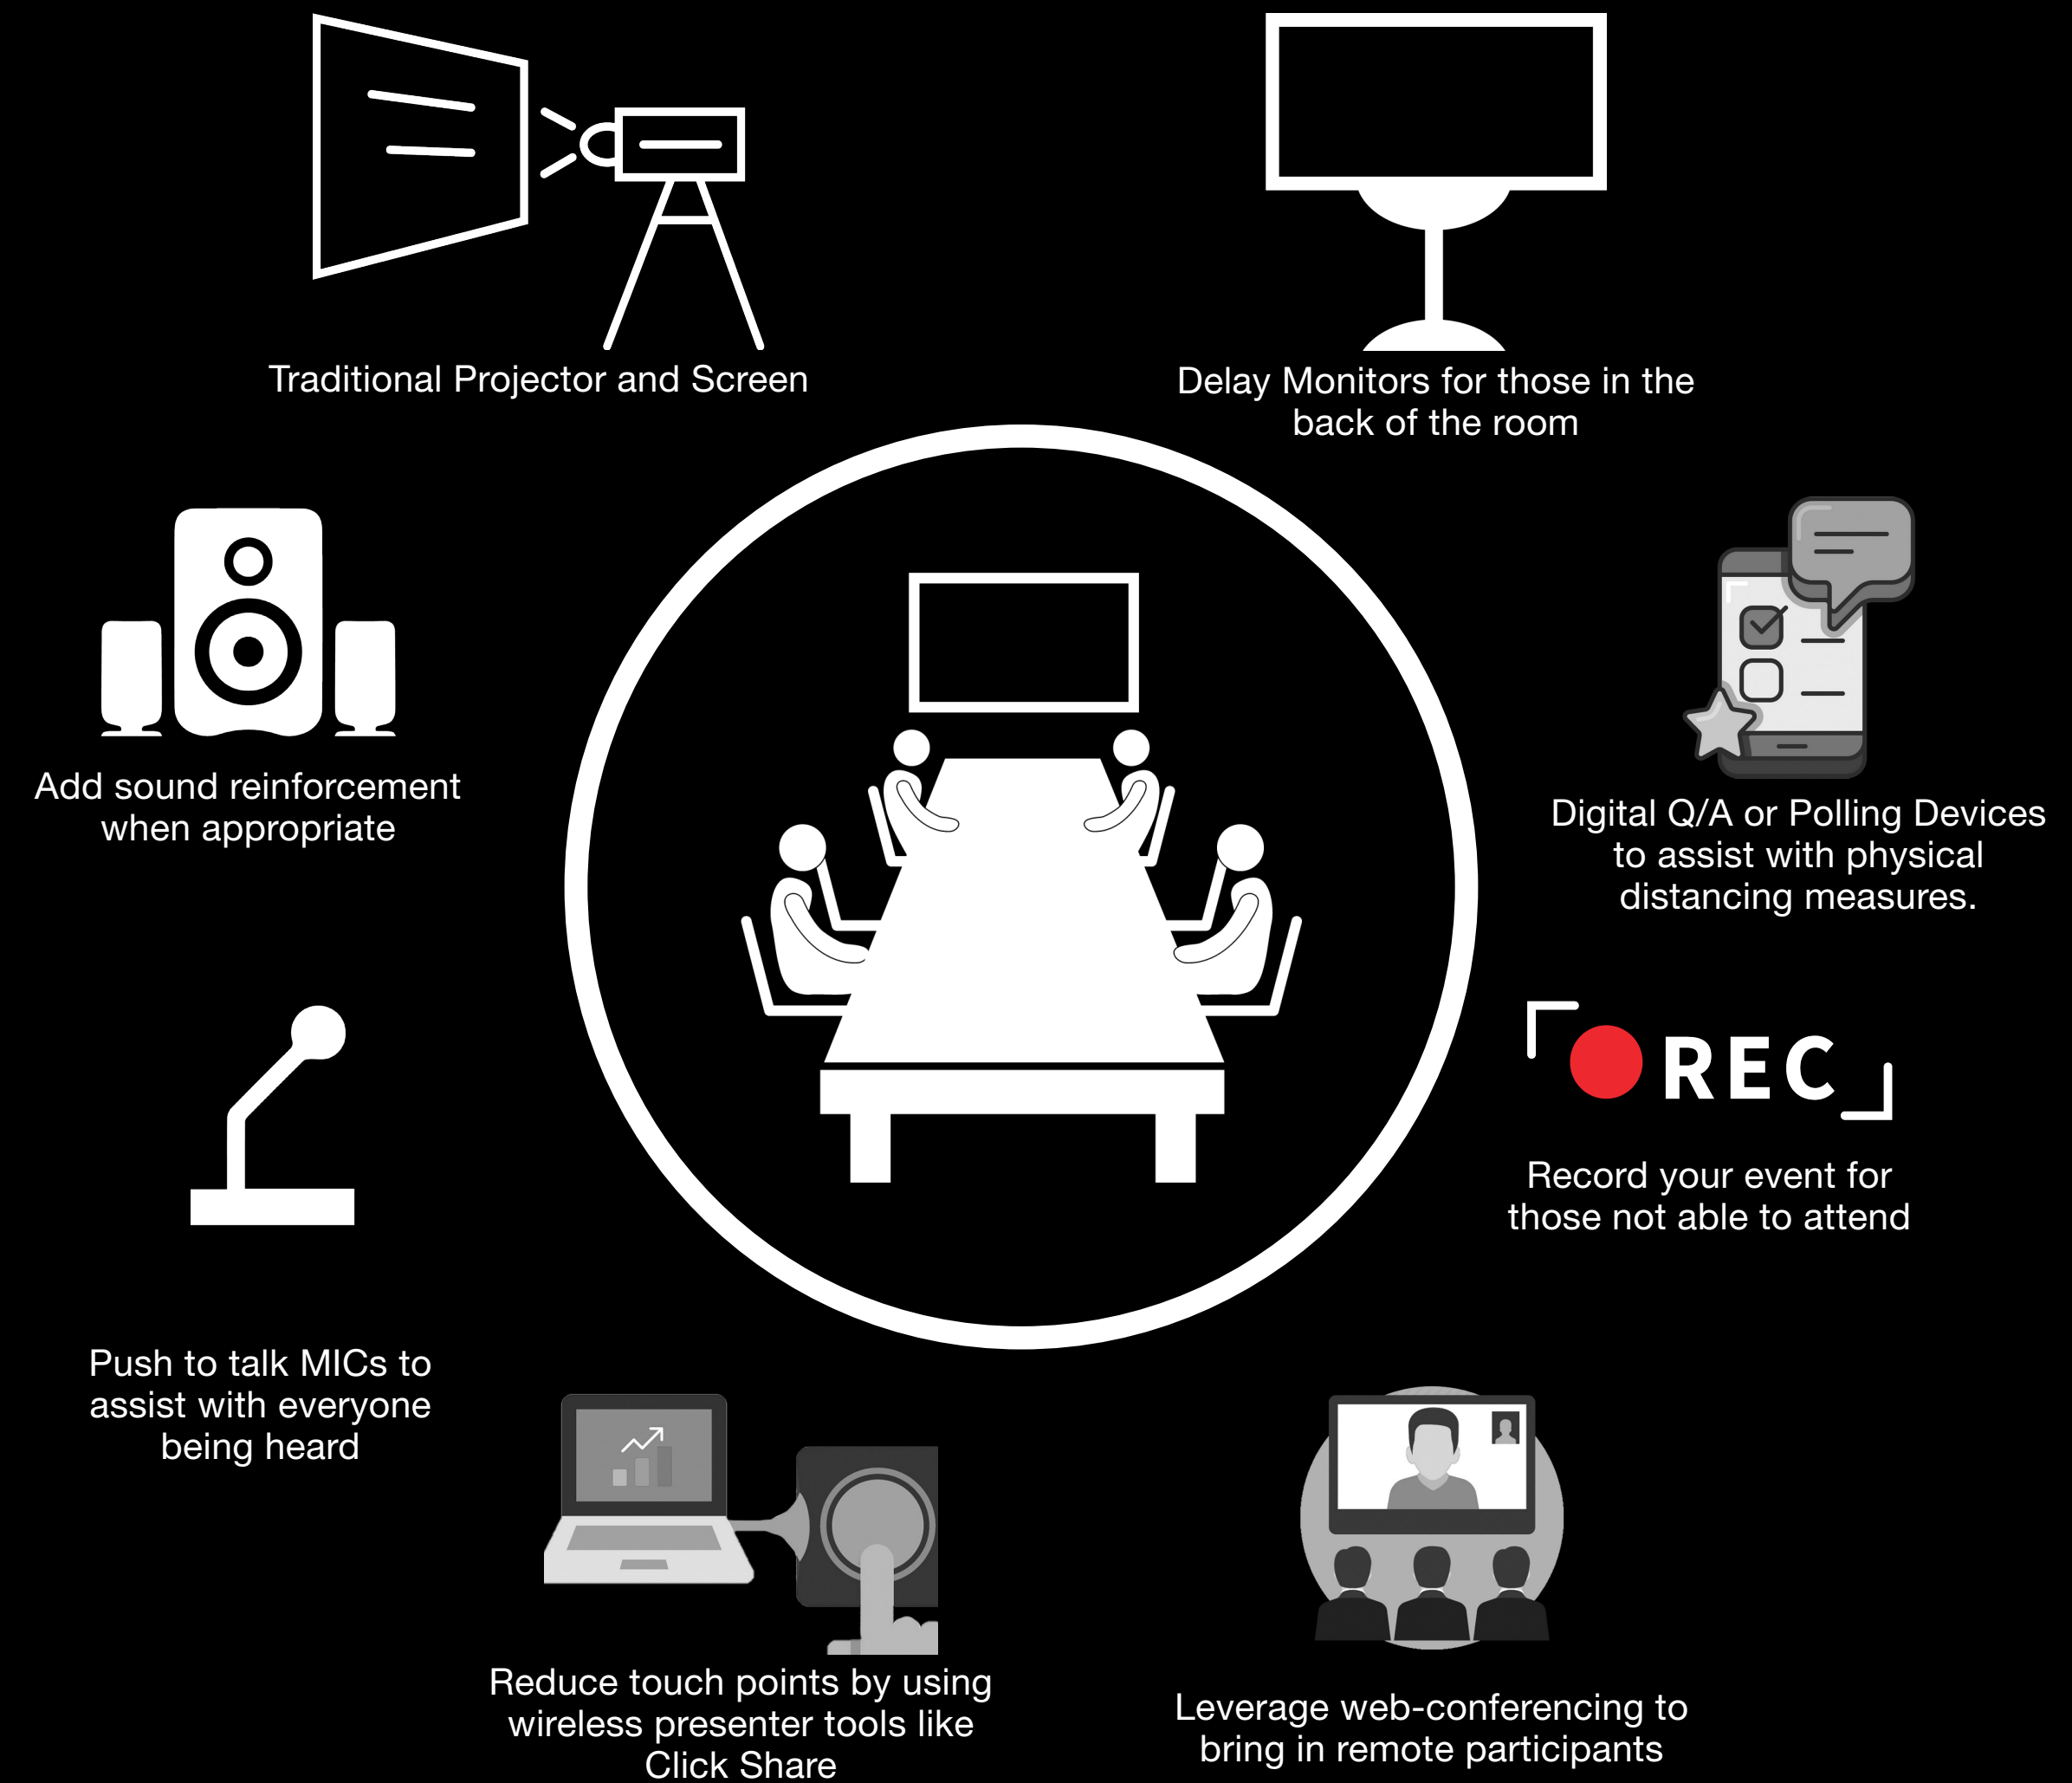 Traditional Projector and Screen
Delay Monitors for those in the
back of the room
Add sound reinforcement
when appropriate
Digital Q/A or Polling Devices
to assist with physical
distancing measures.
REC
Record your event for
those not able to attend
Push to talk MICs to
assist with everyone
being heard
Reduce touch points by using
wireless presenter tools like
Click Share
Leverage web-conferencing to
bring in remote participants